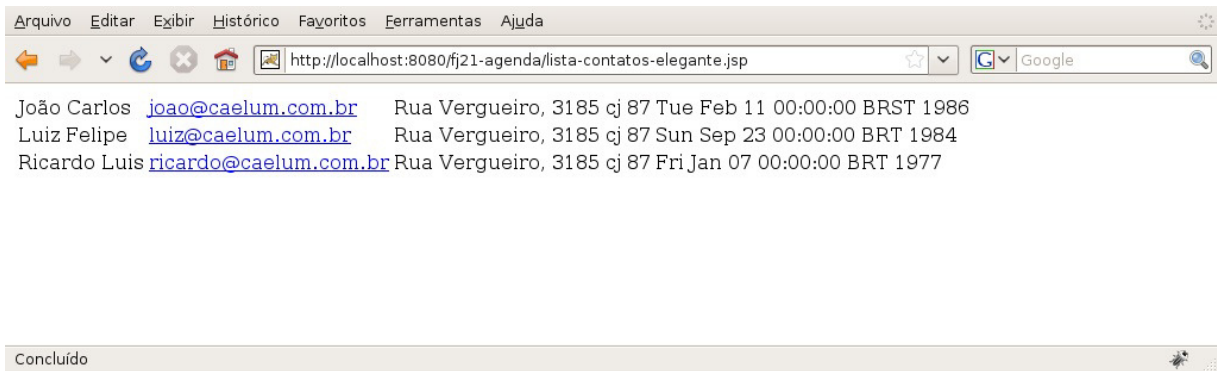 Arquivo Editar Exibir Histórico Favoritos Ferramentas Ajuda
http://localhost:8080/fj21-agenda/lista-contatos-elegante.jsp G Google
João Carlos joao@caelum.com.br Rua Vergueiro, 3185 cj 87 Tue Feb 11 00:00:00 BRST 1986
Luiz Felipe luiz@caelum.com.br Rua Vergueiro, 3185 cj 87 Sun Sep 23 00:00:00 BRT 1984
Ricardo Luis ricardo@caelum.com.br Rua Vergueiro, 3185 cj 87 Fri Jan 07 00:00:00 BRT 1977
Concluído